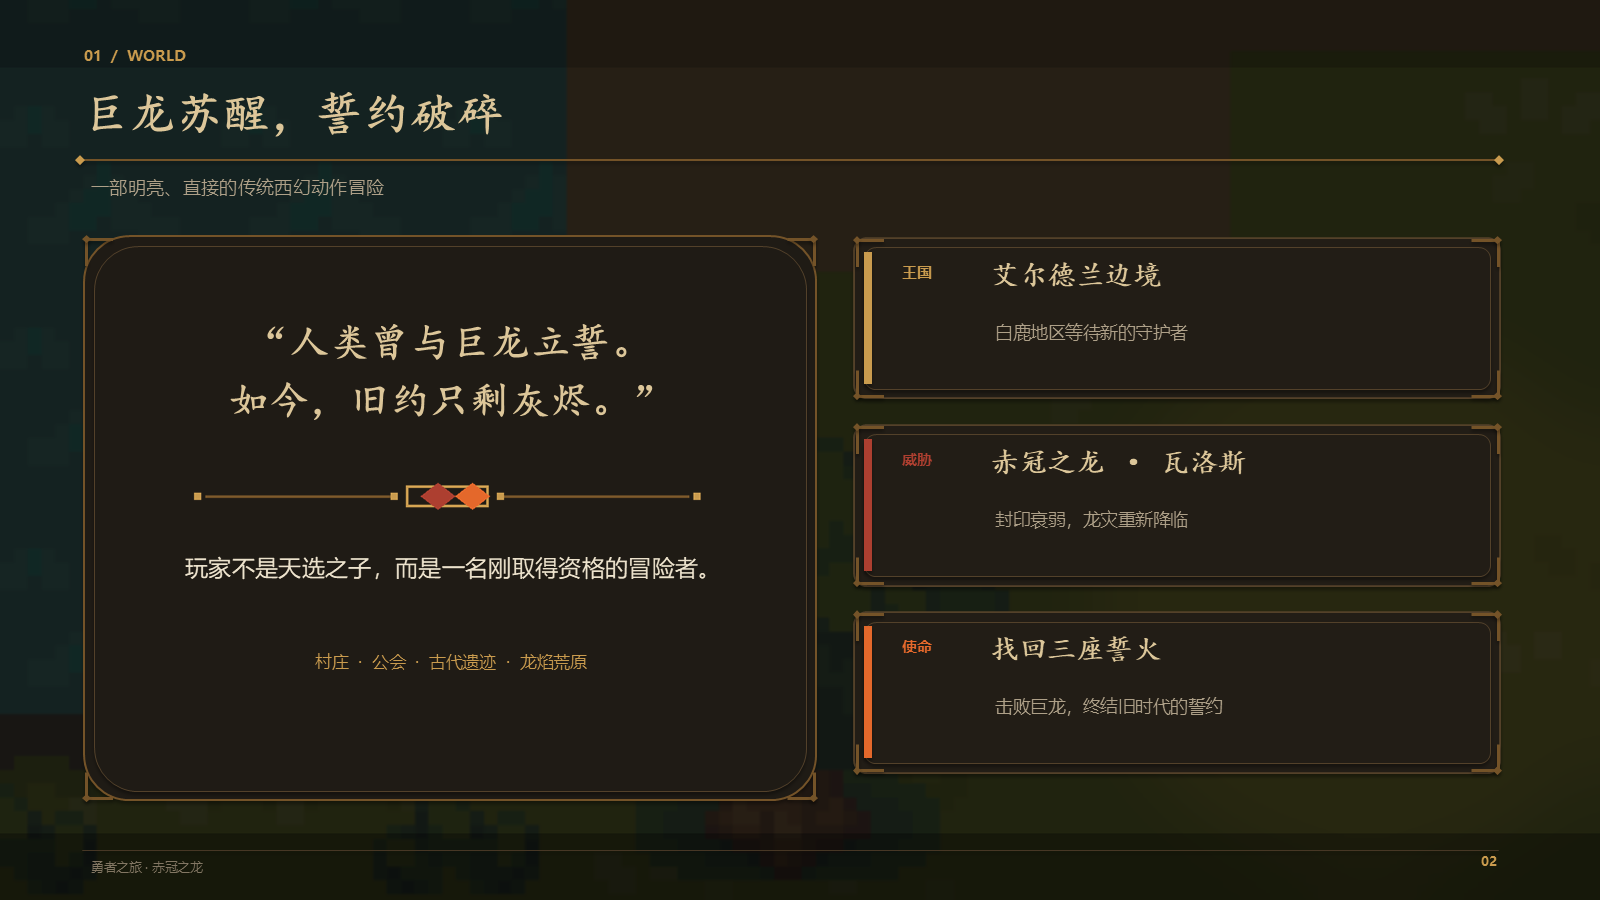 01 / WORLD
巨龙苏醒，誓约破碎
一部明亮、直接的传统西幻动作冒险
“人类曾与巨龙立誓。
如今，旧约只剩灰烬。”
玩家不是天选之子，而是一名刚取得资格的冒险者。
村庄 · 公会 · 古代遗迹 · 龙焰荒原
王国 艾尔德兰边境
白鹿地区等待新的守护者
威胁 赤冠之龙 · 瓦洛斯
封印衰弱，龙灾重新降临
使命 找回三座誓火
击败巨龙，终结旧时代的誓约
勇者之旅 · 赤冠之龙
02